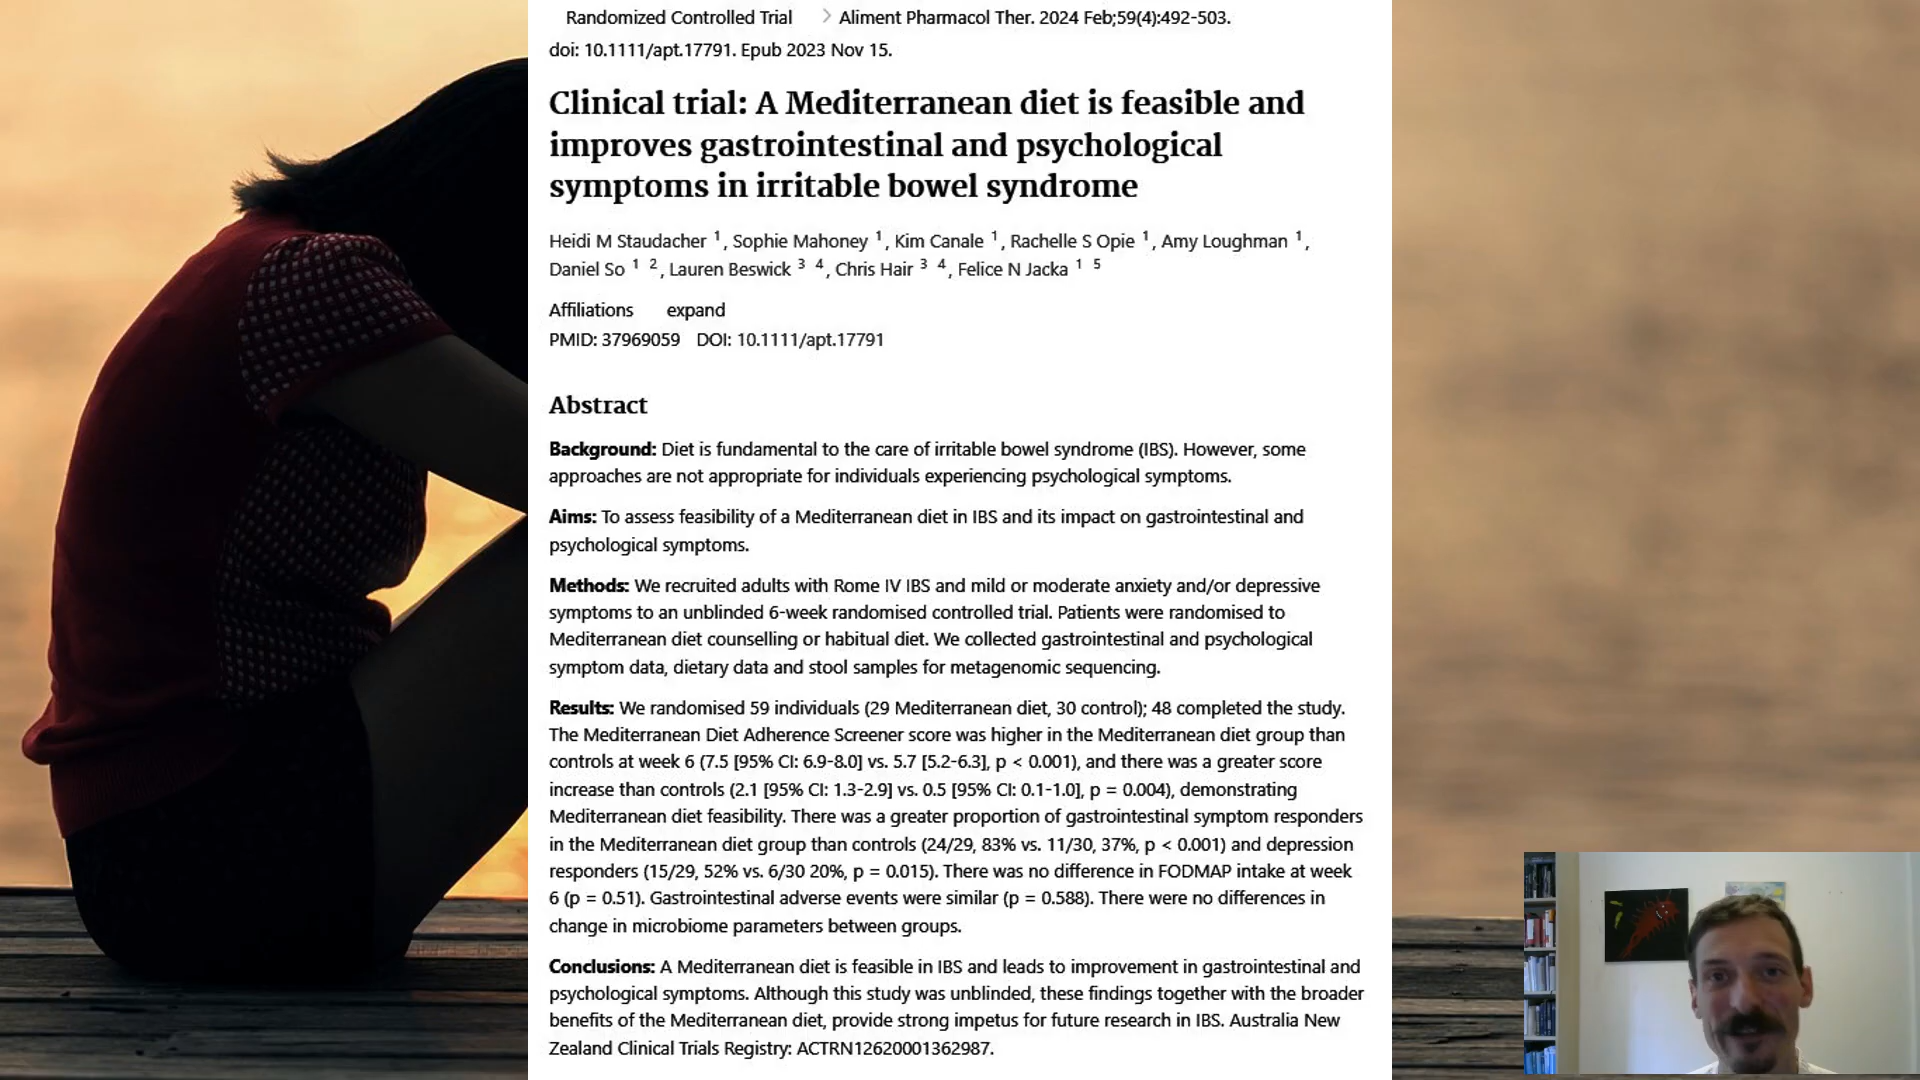 Randomized Controlled Trial > Aliment Pharmacol Ther. 2024 Feb;59(4):492-503.
doi: 10.1111/apt.17791. Epub 2023 Nov 15.
Clinical trial: A Mediterranean diet is feasible and
improves gastrointestinal and psychological
symptoms in irritable bowel syndrome
Heidi M Staudacher 1, Sophie Mahoney 1, Kim Canale 1, Rachelle S Opie 1, Amy Loughman 1,
Daniel So 1 2, Lauren Beswick 3 4, Chris Hair 3 4, Felice N Jacka 1 5
Affiliations expand
PMID: 37969059 DOI: 10.1111/apt.17791
Abstract
Background: Diet is fundamental to the care of irritable bowel syndrome (IBS). However, some
approaches are not appropriate for individuals experiencing psychological symptoms.
Aims: To assess feasibility of a Mediterranean diet in IBS and its impact on gastrointestinal and
psychological symptoms.
Methods: We recruited adults with Rome IV IBS and mild or moderate anxiety and/or depressive
symptoms to an unblinded 6-week randomised controlled trial. Patients were randomised to
Mediterranean diet counselling or habitual diet. We collected gastrointestinal and psychological
symptom data, dietary data and stool samples for metagenomic sequencing.
Results: We randomised 59 individuals (29 Mediterranean diet, 30 control); 48 completed the study.
The Mediterranean Diet Adherence Screener score was higher in the Mediterranean diet group than
controls at week 6 (7.5 [95% CI: 6.9-8.0] vs. 5.7 [5.2-6.3], p < 0.001), and there was a greater score
increase than controls (2.1 [95% CI: 1.3-2.9] vs. 0.5 [95% CI: 0.1-1.0], p = 0.004), demonstrating
Mediterranean diet feasibility. There was a greater proportion of gastrointestinal symptom responders
in the Mediterranean diet group than controls (24/29, 83% vs. 11/30, 37%, p < 0.001) and depression
responders (15/29, 52% vs. 6/30 20%, p = 0.015). There was no difference in FODMAP intake at week
6 (p = 0.51). Gastrointestinal adverse events were similar (p = 0.588). There were no differences in
change in microbiome parameters between groups.
Conclusions: A Mediterranean diet is feasible in IBS and leads to improvement in gastrointestinal and
psychological symptoms. Although this study was unblinded, these findings together with the broader
benefits of the Mediterranean diet, provide strong impetus for future research in IBS. Australia New
Zealand Clinical Trials Registry: ACTRN12620001362987.